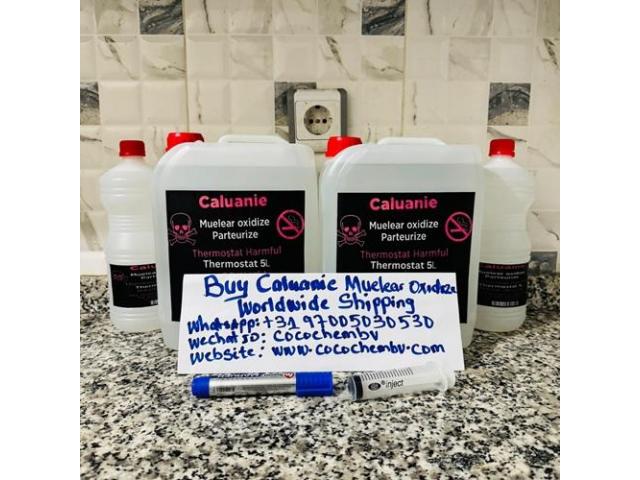 Caluanie
Muelear oxidize
Parteurize
Thermostat Harmful
Thermostat 5L
Caluanie
Muelear oxidize
Parteurize
Thermostat Harmful
Thermostat 5L
Buy Caluanie Muelear Oxidize
Worldwide Shipping
WhatsApp: +31 97005030530
wechat ID: cocochembv
website: www.cocochembv.com
inject